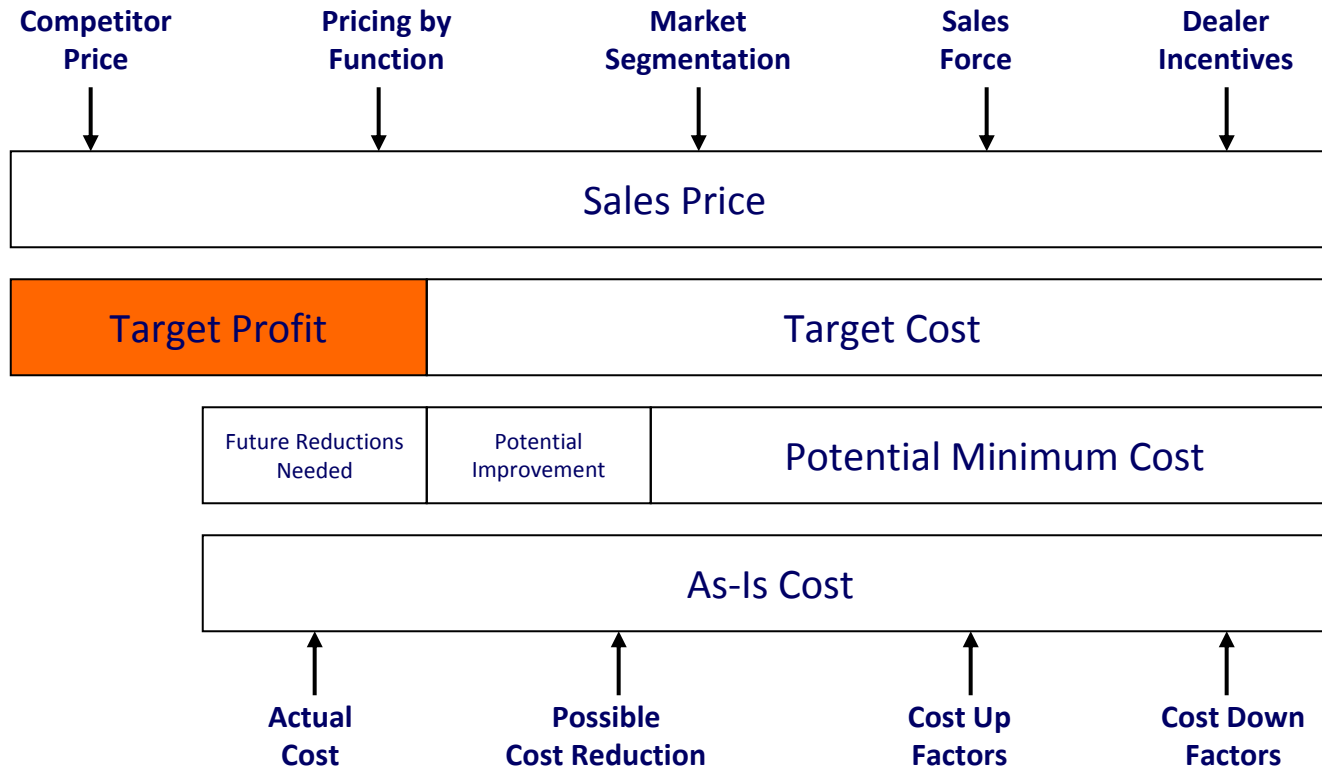 Competitor
Price
Pricing by
Function
Market
Segmentation
Sales
Force
Dealer
Incentives
Sales Price
Target Profit
Target Cost
Future Reductions
Needed
Potential
Improvement
Potential Minimum Cost
As-Is Cost
Actual
Cost
Possible
Cost Reduction
Cost Up
Factors
Cost Down
Factors